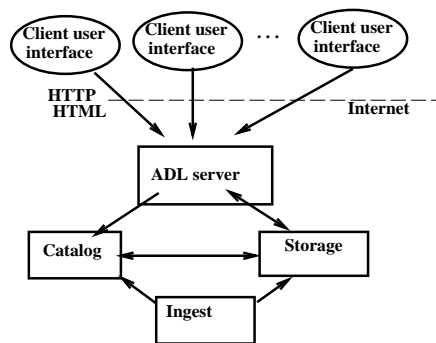 Client user
interface
Client user
interface
...
Client user
interface
HTTP
HTML
Internet
ADL server
Catalog
Storage
Ingest